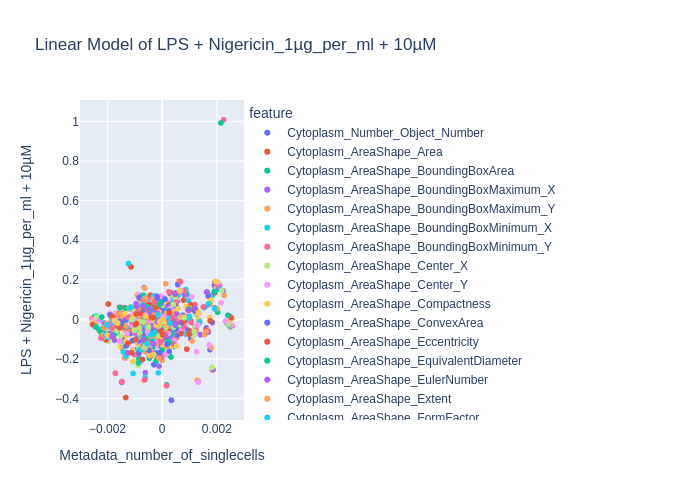 Linear Model of LPS + Nigericin_1µg_per_ml + 10µM
LPS + Nigericin_1µg_per_ml + 10µM
1
0.8
0.6
0.4
0.2
0
−0.2
−0.4
−0.002
0
0.002
Metadata_number_of_singlecells
feature
Cytoplasm_Number_Object_Number
Cytoplasm_AreaShape_Area
Cytoplasm_AreaShape_BoundingBoxArea
Cytoplasm_AreaShape_BoundingBoxMaximum_X
Cytoplasm_AreaShape_BoundingBoxMaximum_Y
Cytoplasm_AreaShape_BoundingBoxMinimum_X
Cytoplasm_AreaShape_BoundingBoxMinimum_Y
Cytoplasm_AreaShape_Center_X
Cytoplasm_AreaShape_Center_Y
Cytoplasm_AreaShape_Compactness
Cytoplasm_AreaShape_ConvexArea
Cytoplasm_AreaShape_Eccentricity
Cytoplasm_AreaShape_EquivalentDiameter
Cytoplasm_AreaShape_EulerNumber
Cytoplasm_AreaShape_Extent
Cytoplasm_AreaShape_FormFactor